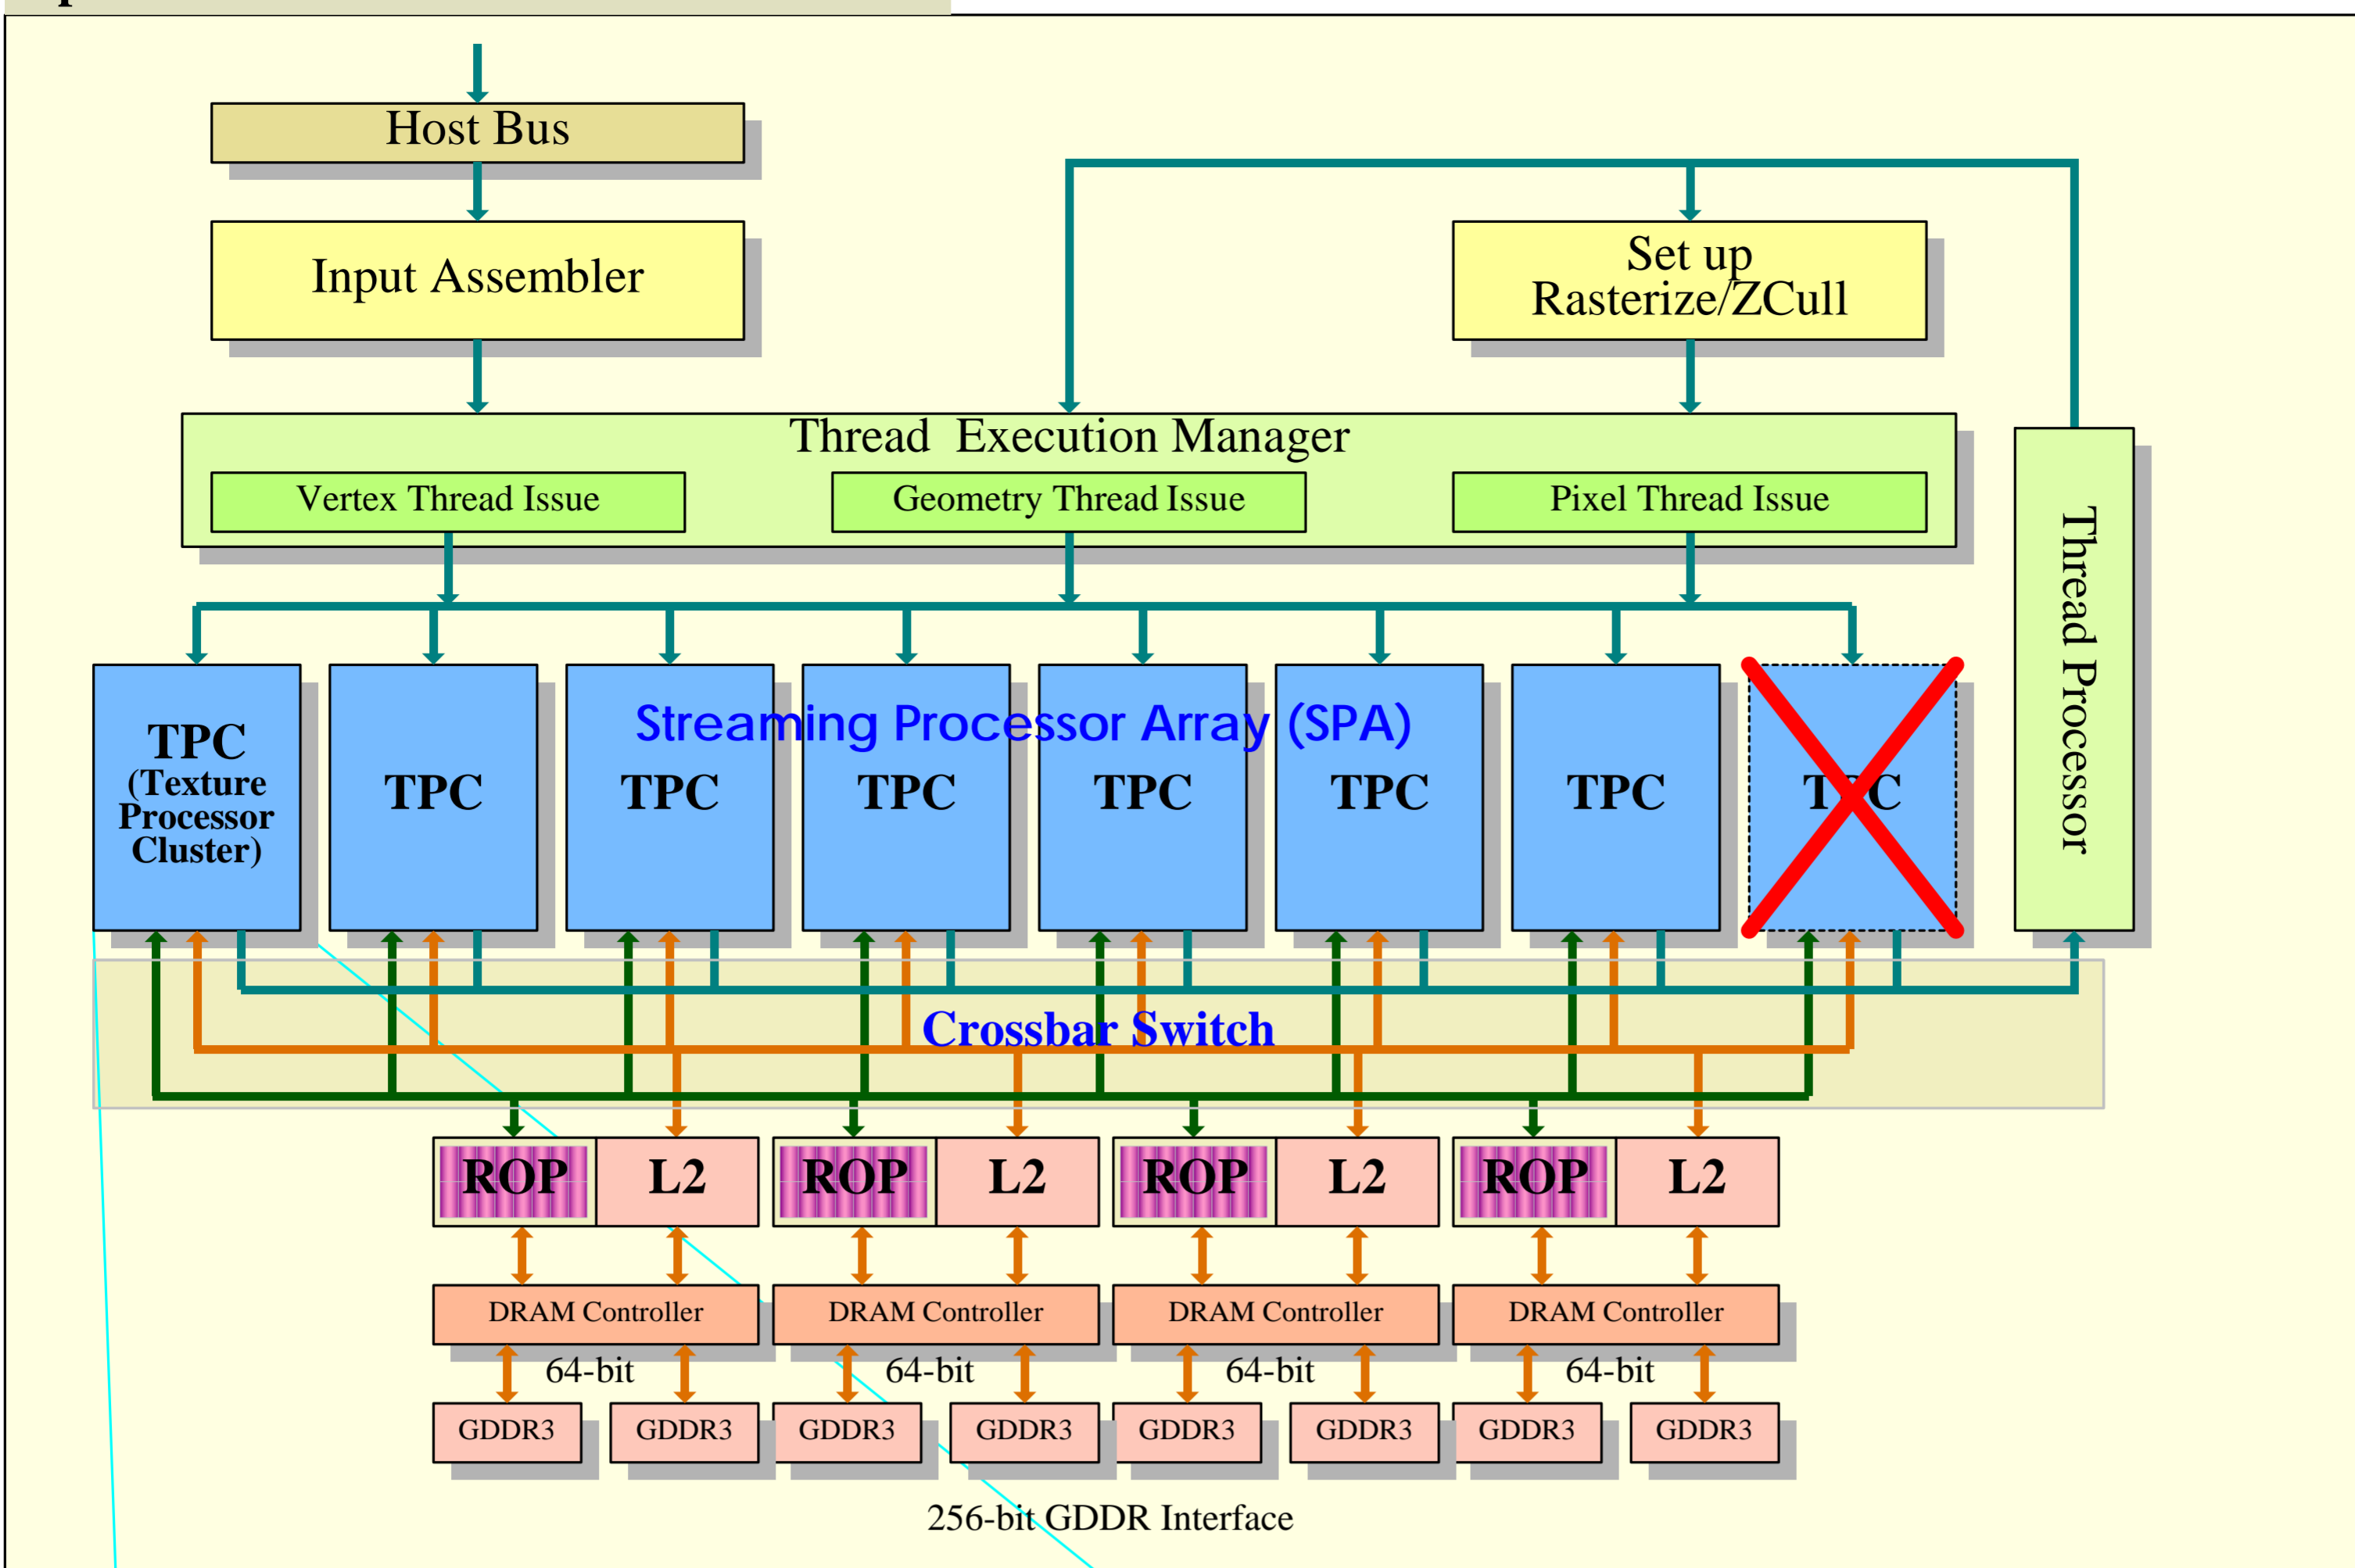 Host Bus
Input Assembler
Set up
Rasterize/ZCull
Thread Execution Manager
Vertex Thread Issue
Geometry Thread Issue
Pixel Thread Issue
Thread Processor
Streaming Processor Array (SPA)
TPC
(Texture
Processor
Cluster)
TPC
TPC
TPC
TPC
TPC
TPC
TPC
Crossbar Switch
ROP
L2
ROP
L2
ROP
L2
ROP
L2
DRAM Controller
DRAM Controller
DRAM Controller
DRAM Controller
64-bit
64-bit
64-bit
64-bit
GDDR3
GDDR3
GDDR3
GDDR3
GDDR3
GDDR3
GDDR3
GDDR3
256-bit GDDR Interface